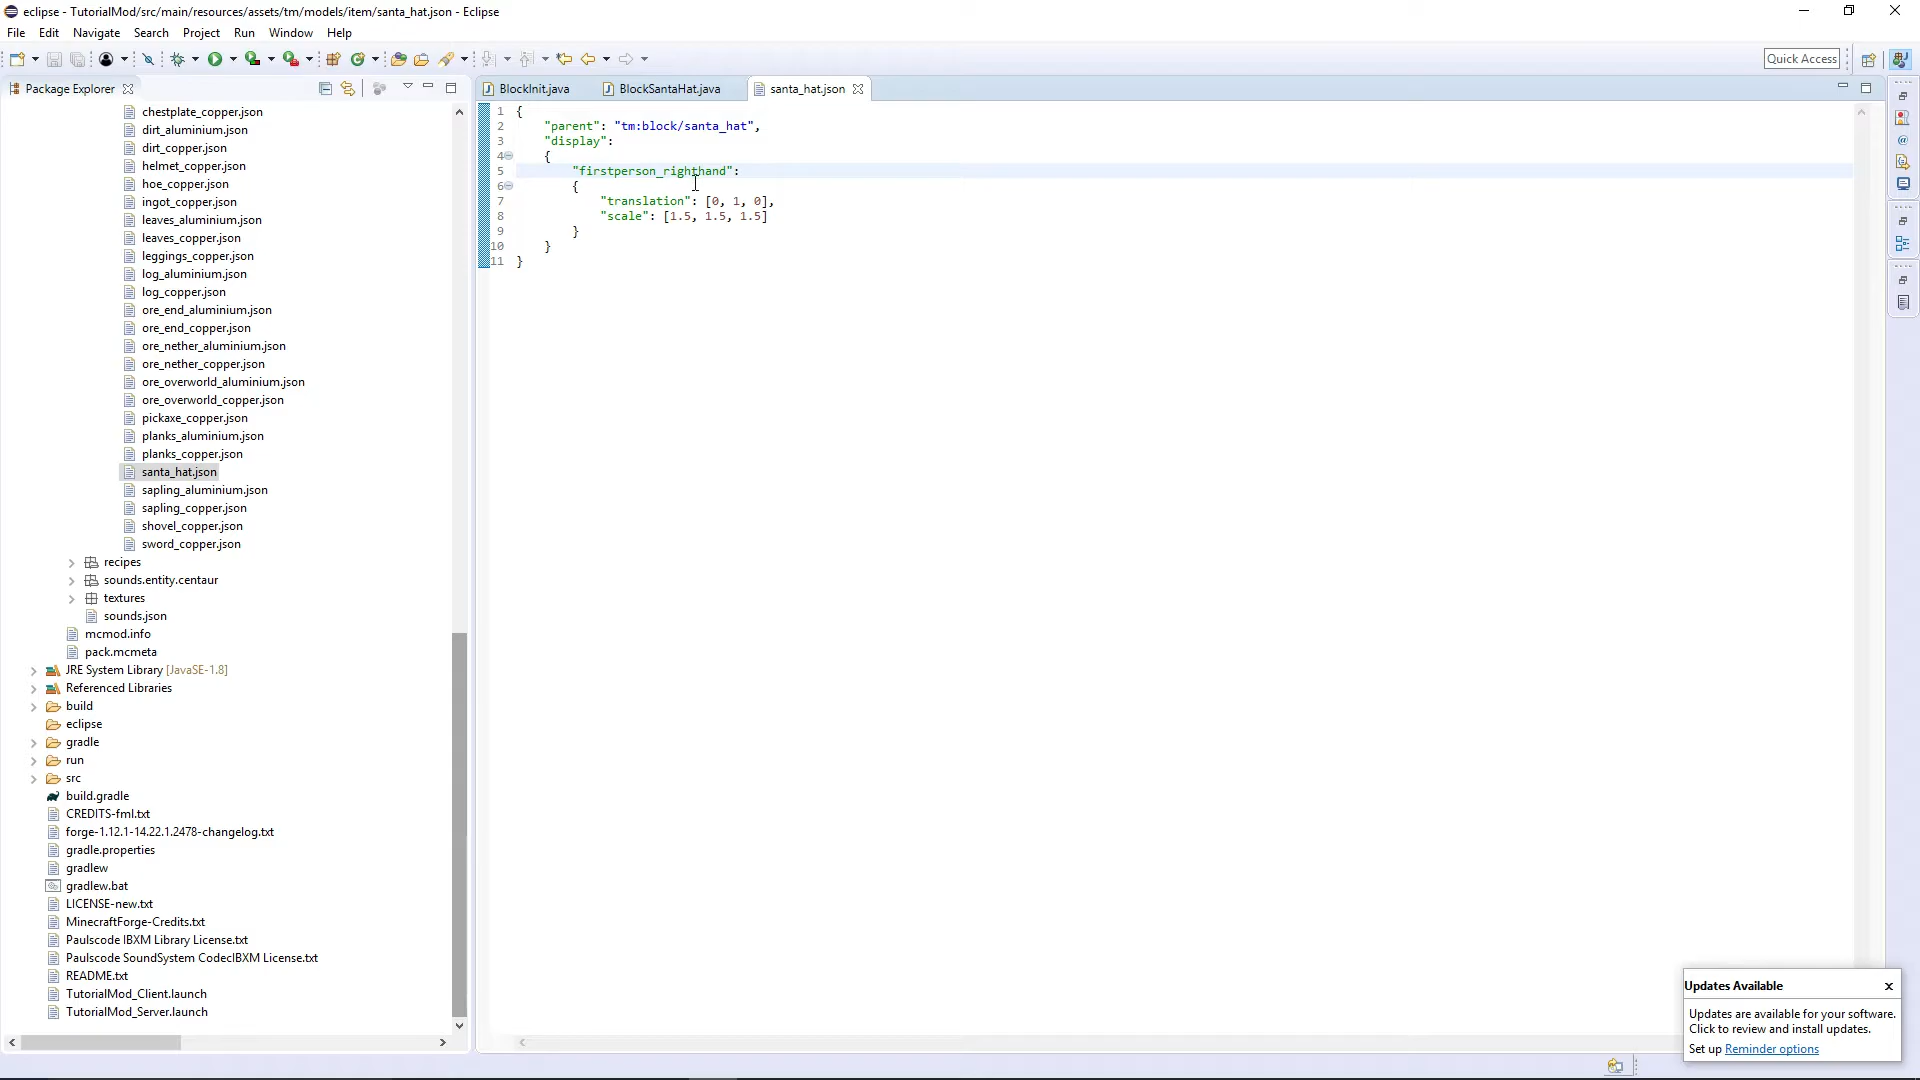 eclipse - TutorialMod/src/main/resources/assets/tm/models/item/santa_hat.json - Eclipse
File Edit Navigate Search Project Run Window Help
Quick Access
Package Explorer
BlockInit.java
BlockSantaHat.java
santa_hat.json
chestplate_copper.json
dirt_aluminium.json
dirt_copper.json
helmet_copper.json
hoe_copper.json
ingot_copper.json
leaves_aluminium.json
leaves_copper.json
leggings_copper.json
log_aluminium.json
log_copper.json
ore_end_aluminium.json
ore_end_copper.json
ore_nether_aluminium.json
ore_nether_copper.json
ore_overworld_aluminium.json
ore_overworld_copper.json
pickaxe_copper.json
planks_aluminium.json
planks_copper.json
santa_hat.json
sapling_aluminium.json
sapling_copper.json
shovel_copper.json
sword_copper.json
recipes
sounds.entity.centaur
textures
sounds.json
mcmod.info
pack.mcmeta
JRE System Library [JavaSE-1.8]
Referenced Libraries
build
eclipse
gradle
run
src
build.gradle
CREDITS-fml.txt
forge-1.12.1-14.22.1.2478-changelog.txt
gradle.properties
gradlew
gradlew.bat
LICENSE-new.txt
MinecraftForge-Credits.txt
Paulscode IBXM Library License.txt
Paulscode SoundSystem CodecIBXM License.txt
README.txt
TutorialMod_Client.launch
TutorialMod_Server.launch
1 {
2 "parent": "tm:block/santa_hat",
3 "display":
4 {
5 "firstperson_righthand":
6 {
7 "translation": [0, 1, 0],
8 "scale": [1.5, 1.5, 1.5]
9 }
10 }
11 }
Updates Available
Updates are available for your software.
Click to review and install updates.
Set up Reminder options